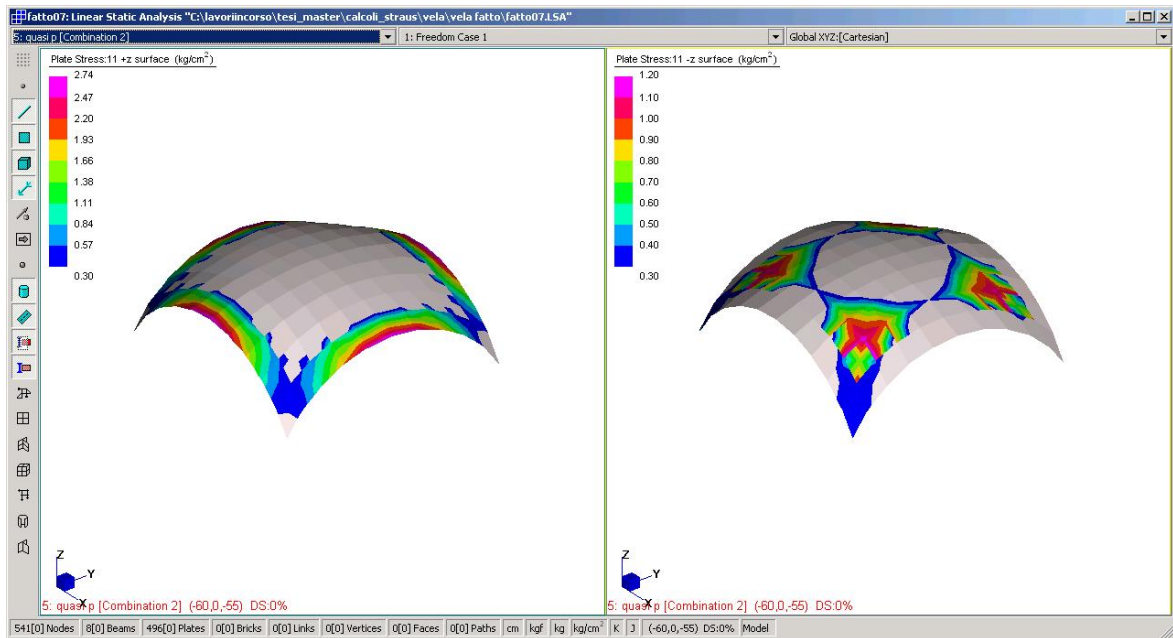 fatto07: Linear Static Analysis "C:\lavoriincorso\tesi_master\calcoli_straus\vela\vela fatto\fatto07.LSA"
5: quasi p [Combination 2]
1: Freedom Case 1
Global XYZ:[Cartesian]
Plate Stress:11 +z surface (kg/cm²)
2.74
2.47
2.20
1.93
1.66
1.38
1.11
0.84
0.57
0.30
Z
Y
X
5: quasi p [Combination 2] (-60,0,-55) DS:0%
Plate Stress:11 -z surface (kg/cm²)
1.20
1.10
1.00
0.90
0.80
0.70
0.60
0.50
0.40
0.30
Z
Y
X
5: quasi p [Combination 2] (-60,0,-55) DS:0%
541[0] Nodes 8[0] Beams 496[0] Plates 0[0] Bricks 0[0] Links 0[0] Vertices 0[0] Faces 0[0] Paths cm kgf kg kg/cm² K J (-60,0,-55) DS:0% Model